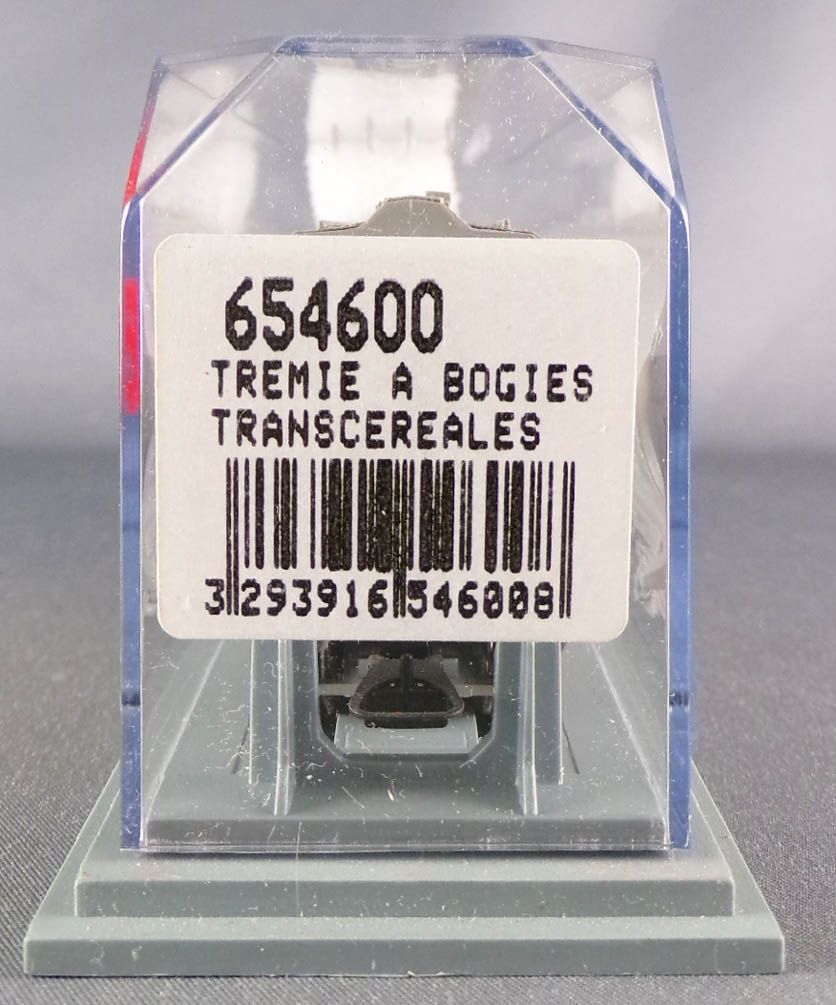 654600
TREMIE A BOGIES
TRANSCEREALES
3 293916 546008